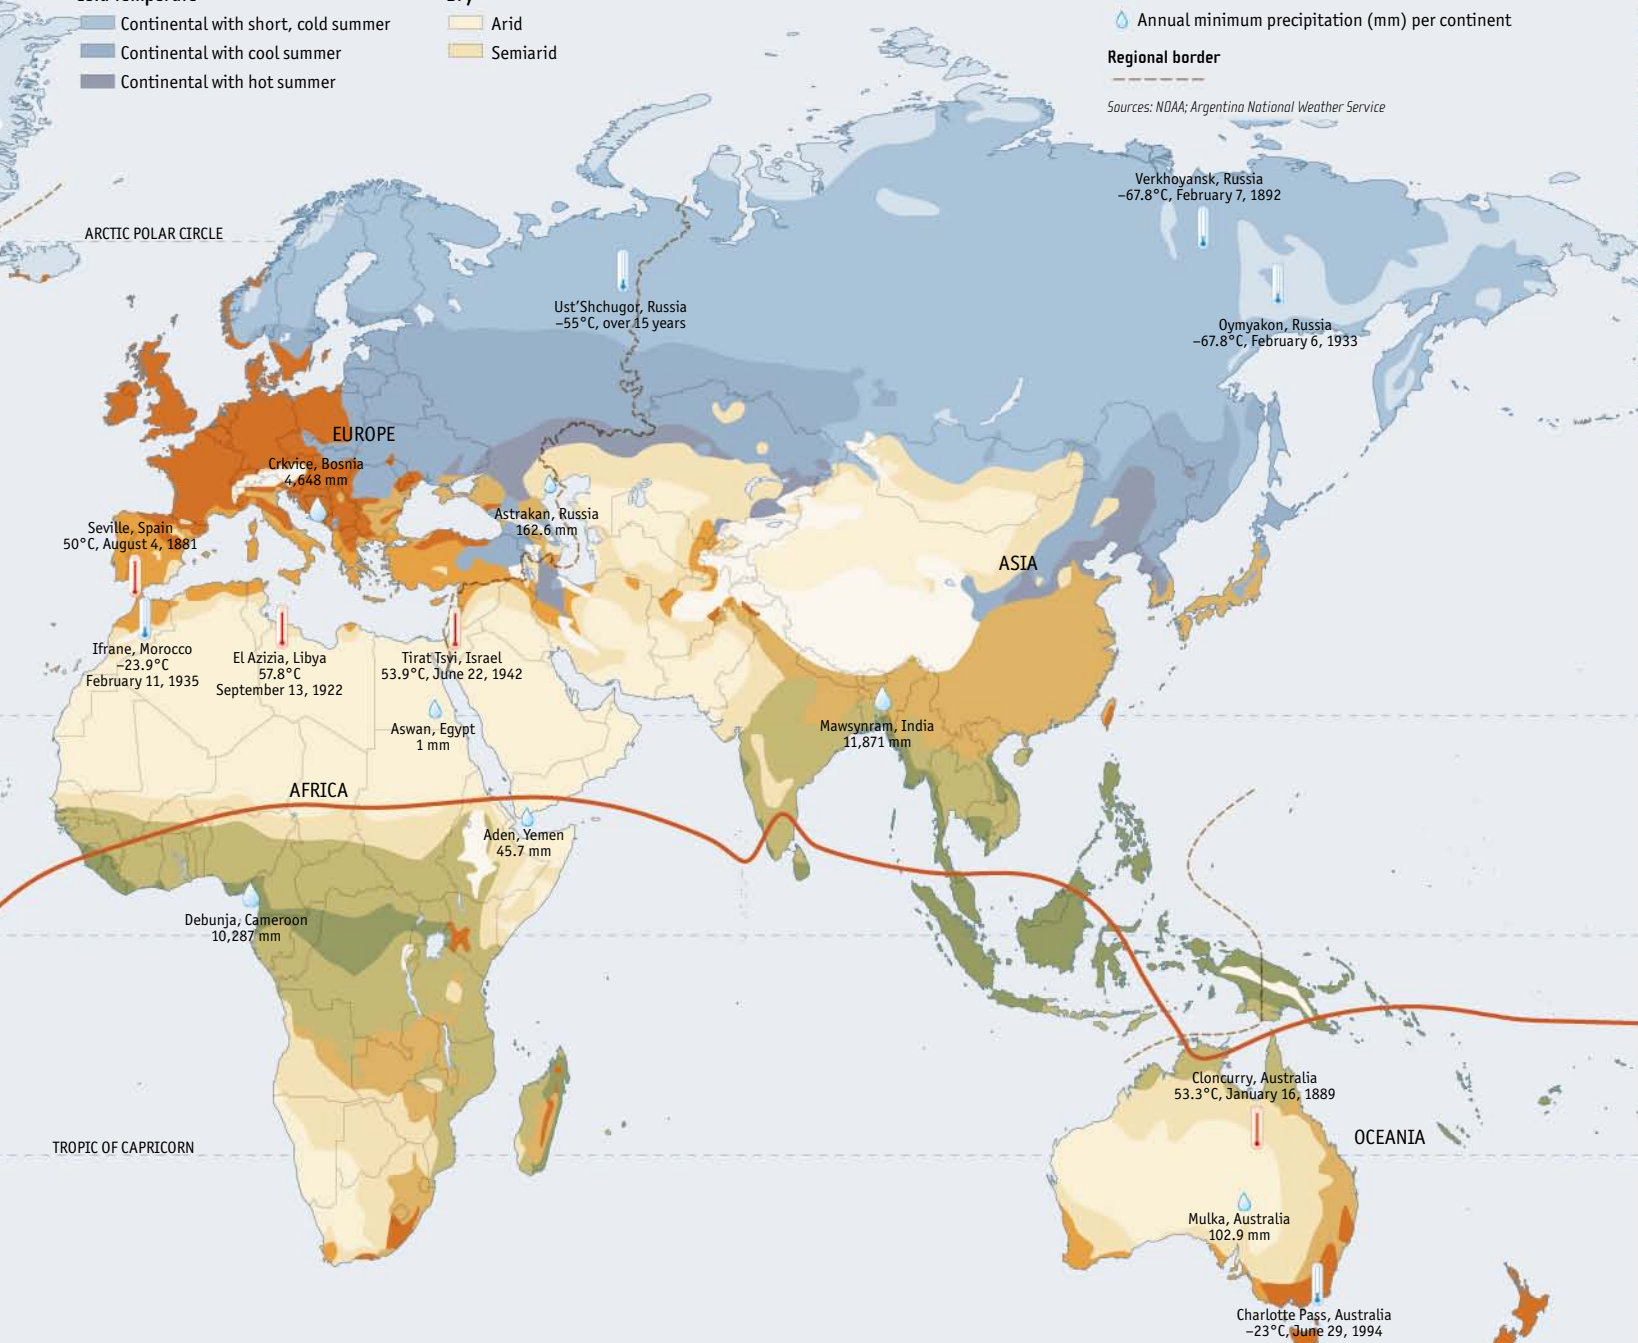 Cold Temperate
Continental with short, cold summer
Continental with cool summer
Continental with hot summer
Dry
Arid
Semiarid
Annual minimum precipitation (mm) per continent
Regional border
Sources: NOAA; Argentina National Weather Service
Verkhoyansk, Russia
–67.8°C, February 7, 1892
ARCTIC POLAR CIRCLE
Ust'Shchugor, Russia
–55°C, over 15 years
Oymyakon, Russia
–67.8°C, February 6, 1933
EUROPE
Crkvice, Bosnia
4,648 mm
Astrakan, Russia
162.6 mm
Seville, Spain
50°C, August 4, 1881
ASIA
Ifrane, Morocco
–23.9°C
February 11, 1935
El Azizia, Libya
57.8°C
September 13, 1922
Tirat Tsvi, Israel
53.9°C, June 22, 1942
Aswan, Egypt
1 mm
Mawsynram, India
11,871 mm
AFRICA
Aden, Yemen
45.7 mm
Debunja, Cameroon
10,287 mm
Cloncurry, Australia
53.3°C, January 16, 1889
OCEANIA
TROPIC OF CAPRICORN
Mulka, Australia
102.9 mm
Charlotte Pass, Australia
–23°C, June 29, 1994